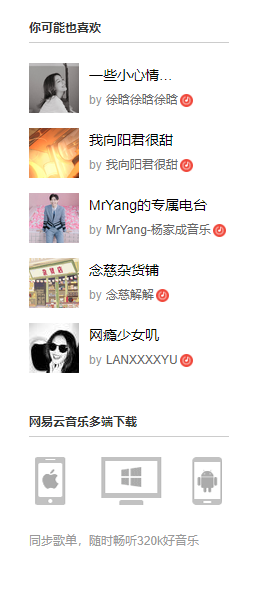 你可能也喜欢
一些小心情...
by 徐晗徐晗徐晗
我向阳君很甜
by 我向阳君很甜
MrYang的专属电台
by MrYang-杨家成音乐
念慈杂货铺
by 念慈解解
网瘾少女叽
by LANXXXXYU
网易云音乐多端下载
同步歌单，随时畅听320k好音乐